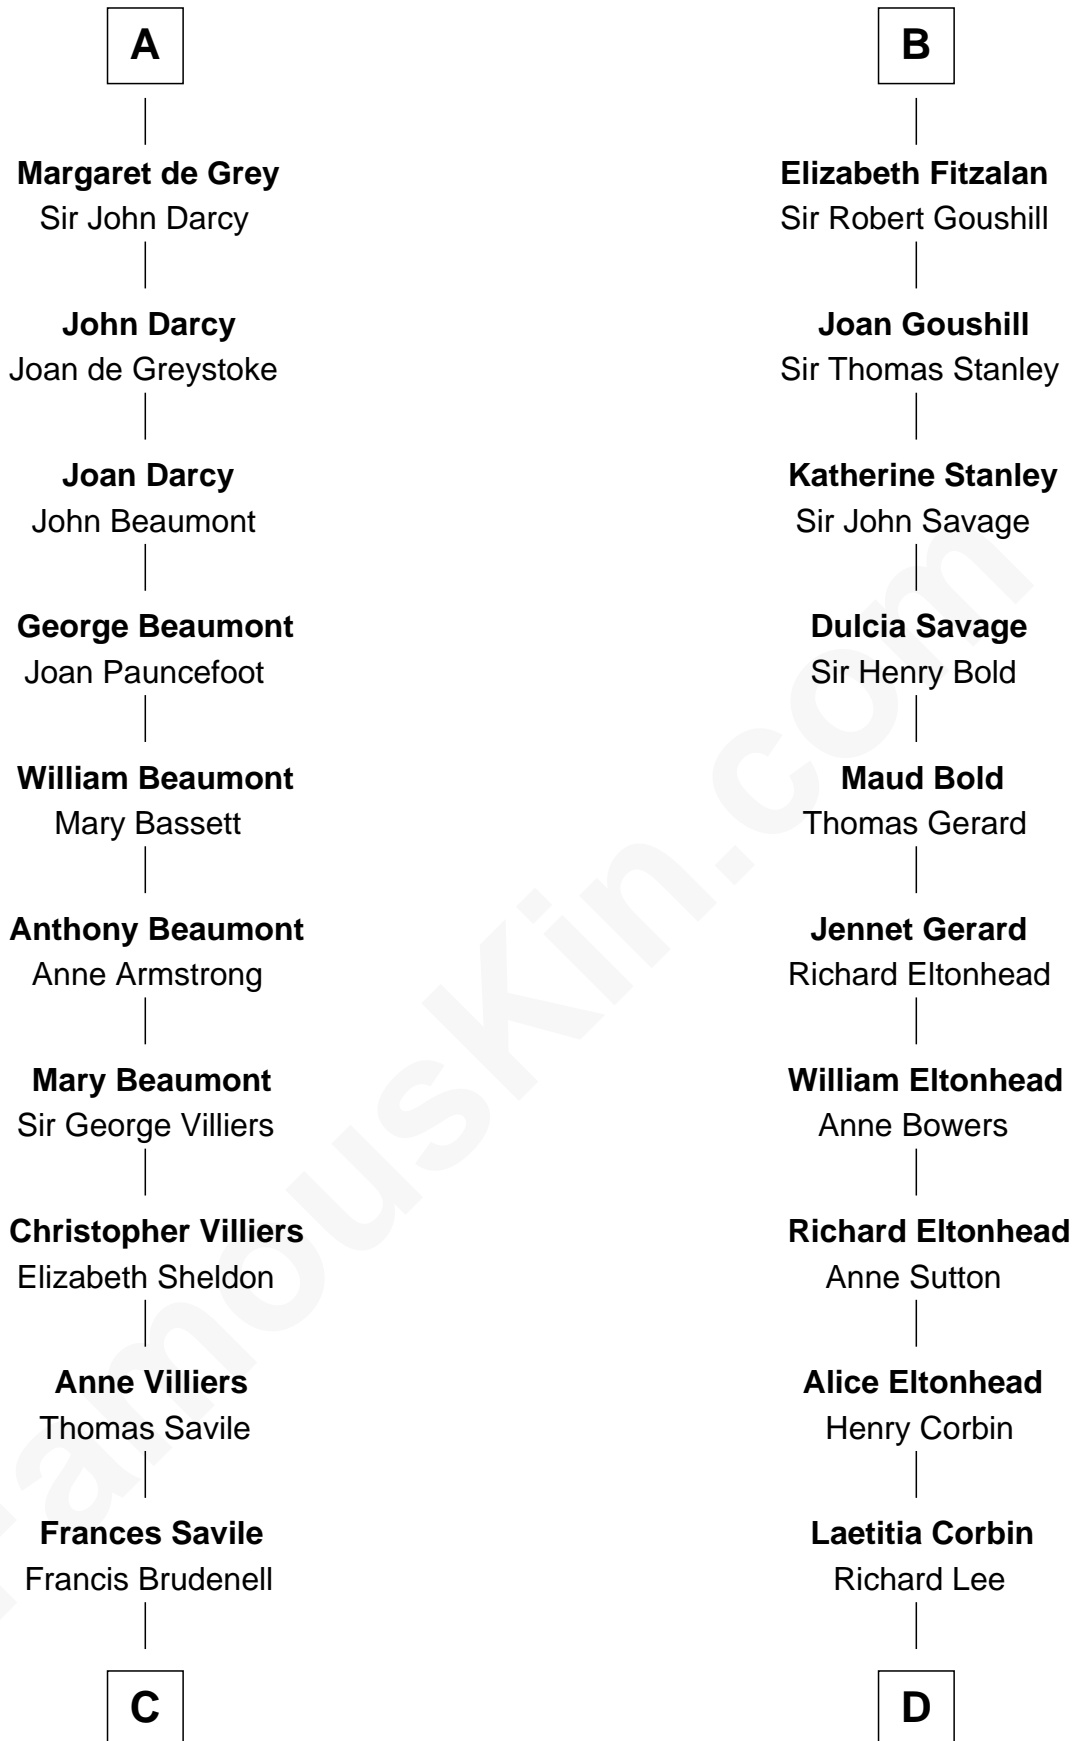 A
Margaret de Grey
Sir John Darcy
John Darcy
Joan de Greystoke
Joan Darcy
John Beaumont
George Beaumont
Joan Pauncefoot
William Beaumont
Mary Bassett
Anthony Beaumont
Anne Armstrong
Mary Beaumont
Sir George Villiers
Christopher Villiers
Elizabeth Sheldon
Anne Villiers
Thomas Savile
Frances Savile
Francis Brudenell
C
B
Elizabeth Fitzalan
Sir Robert Goushill
Joan Goushill
Sir Thomas Stanley
Katherine Stanley
Sir John Savage
Dulcia Savage
Sir Henry Bold
Maud Bold
Thomas Gerard
Jennet Gerard
Richard Eltonhead
William Eltonhead
Anne Bowers
Richard Eltonhead
Anne Sutton
Alice Eltonhead
Henry Corbin
Laetitia Corbin
Richard Lee
D
FamousKin.com